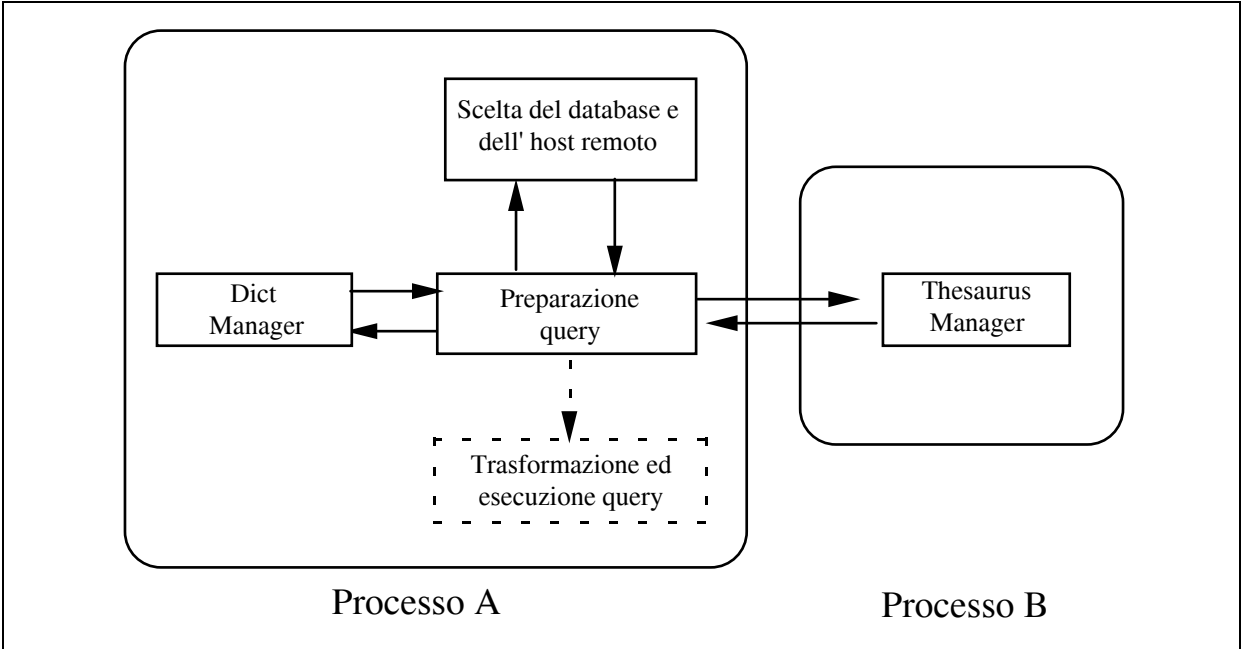 Scelta del database e
dell' host remoto
Dict
Manager
Preparazione
query
Thesaurus
Manager
Trasformazione ed
esecuzione query
Processo A
Processo B